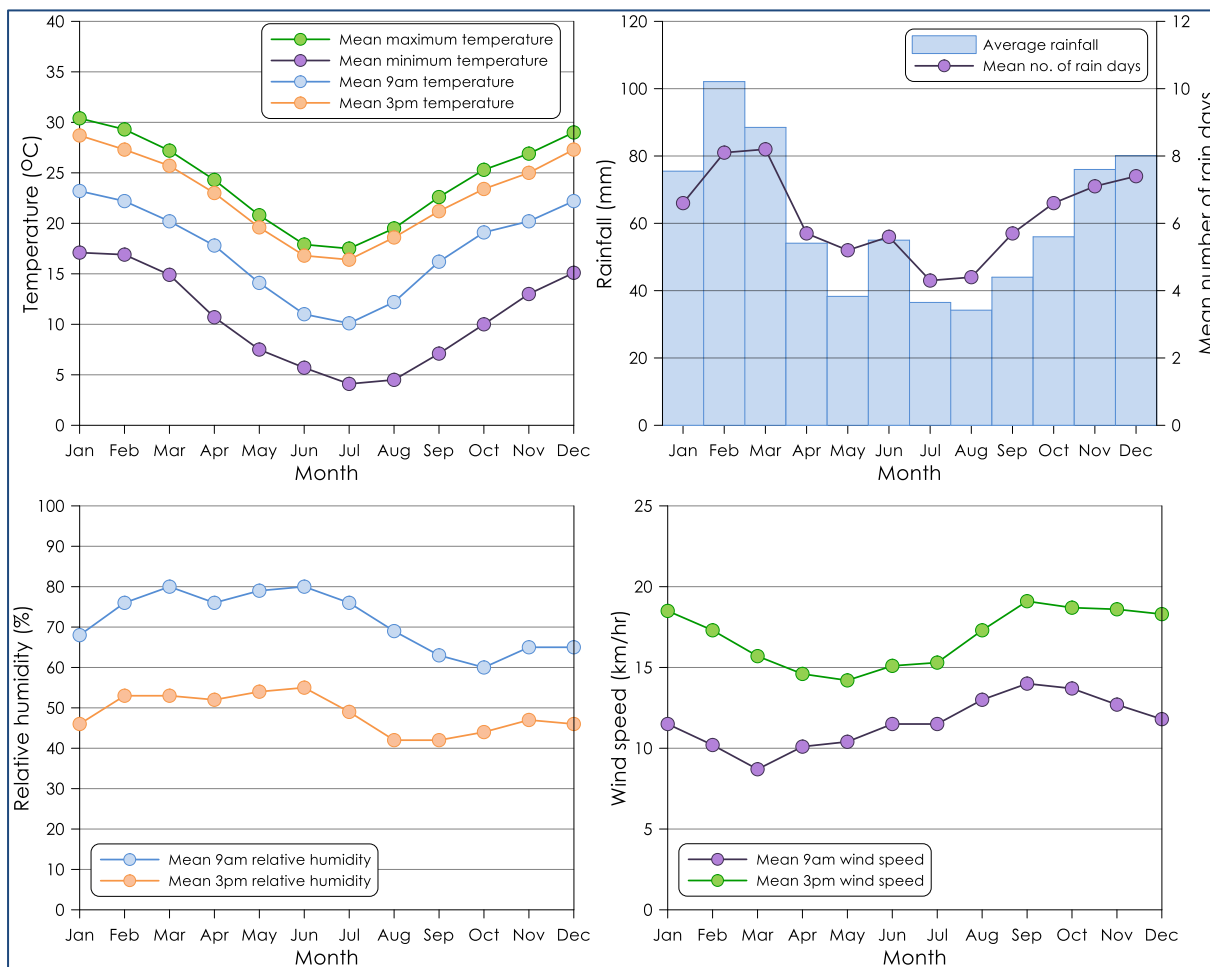 40
35
30
25
20
15
10
5
0
Temperature (OC)
Mean maximum temperature
Mean minimum temperature
Mean 9am temperature
Mean 3pm temperature
Jan Feb Mar Apr May Jun Jul Aug Sep Oct Nov Dec
Month
120
100
80
60
40
20
0
Rainfall (mm)
Average rainfall
Mean no. of rain days
12
10
8
6
4
2
0
Mean number of rain days
Jan Feb Mar Apr May Jun Jul Aug Sep Oct Nov Dec
Month
100
90
80
70
60
50
40
30
20
10
0
Relative humidity (%)
Mean 9am relative humidity
Mean 3pm relative humidity
Jan Feb Mar Apr May Jun Jul Aug Sep Oct Nov Dec
Month
25
20
15
10
5
0
Wind speed (km/hr)
Mean 9am wind speed
Mean 3pm wind speed
Jan Feb Mar Apr May Jun Jul Aug Sep Oct Nov Dec
Month